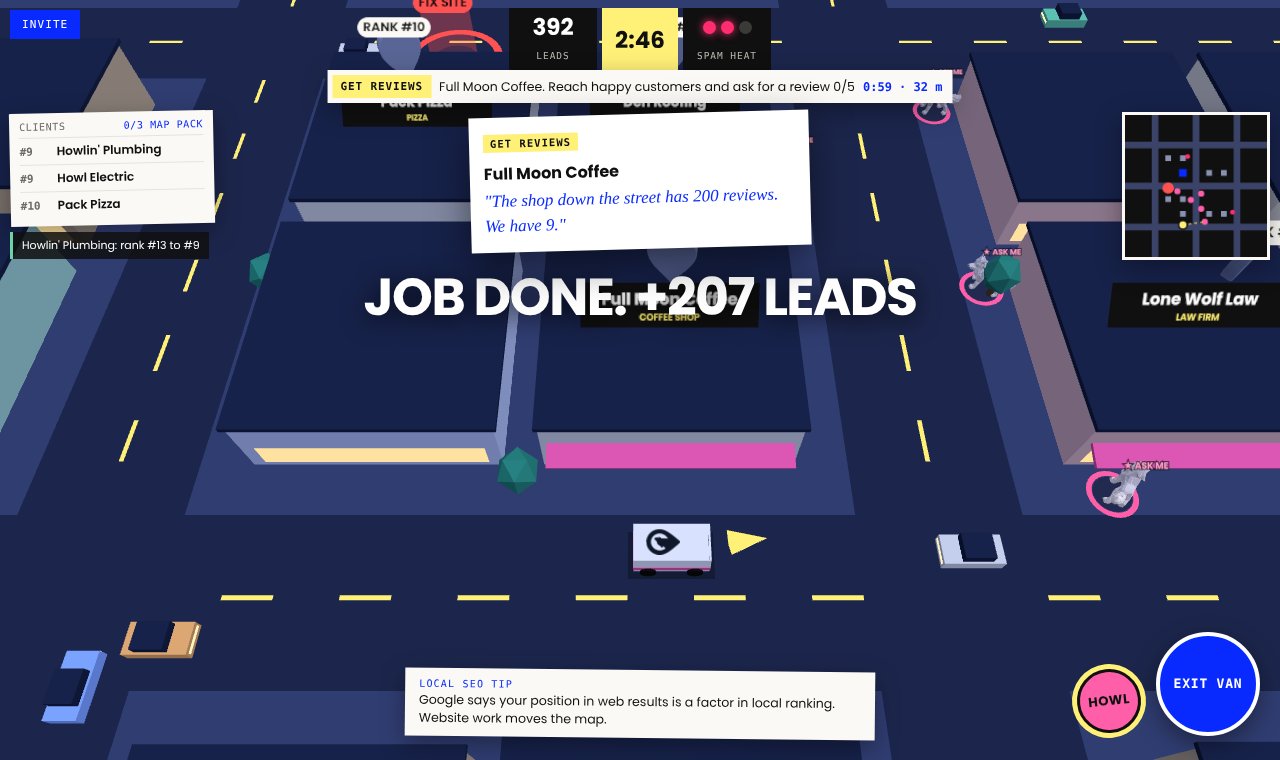 INVITE
FIX SITE
RANK #10
392
LEADS
2:46
SPAM HEAT
GET REVIEWS Full Moon Coffee. Reach happy customers and ask for a review 0/5 0:59 · 32 m
Pack Pizza
PIZZA
CLIENTS 0/3 MAP PACK
#9 Howlin' Plumbing
#9 Howl Electric
#10 Pack Pizza
Howlin' Plumbing: rank #13 to #9
GET REVIEWS
Full Moon Coffee
"The shop down the street has 200 reviews.
We have 9."
★ ASK ME
JOB DONE. +207 LEADS
Full Moon Coffee
COFFEE SHOP
Lone Wolf Law
LAW FIRM
★ ASK ME
LOCAL SEO TIP
Google says your position in web results is a factor in local ranking.
Website work moves the map.
HOWL
EXIT VAN